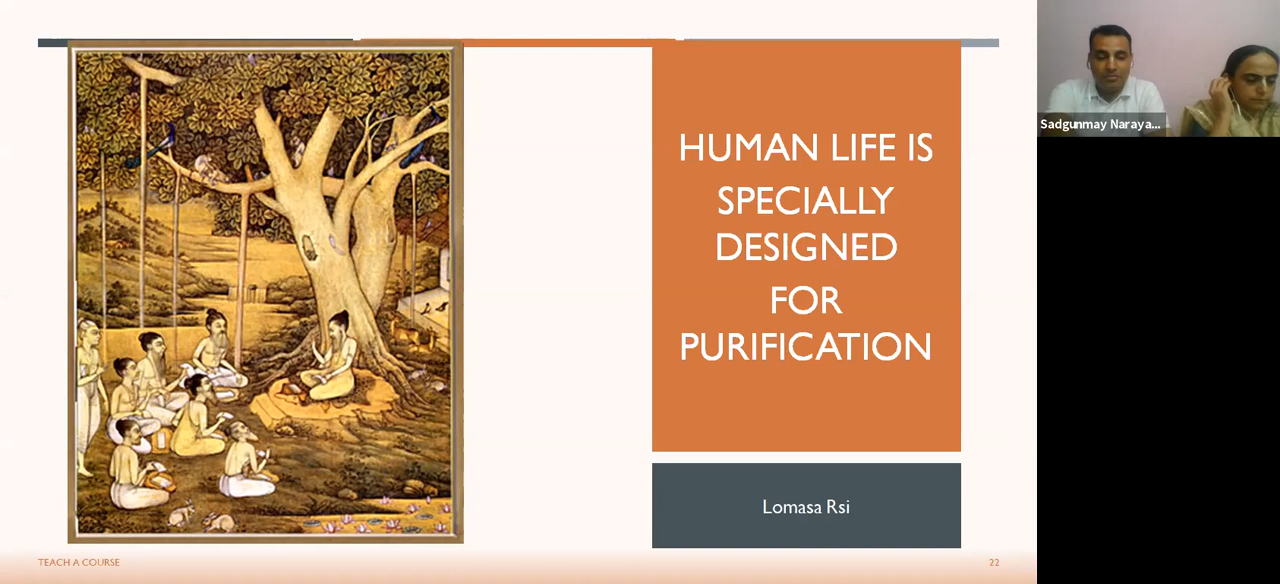 HUMAN LIFE IS
SPECIALLY
DESIGNED
FOR
PURIFICATION
Lomasa Rsi
TEACH A COURSE
22
Sadgunmay Naraya...